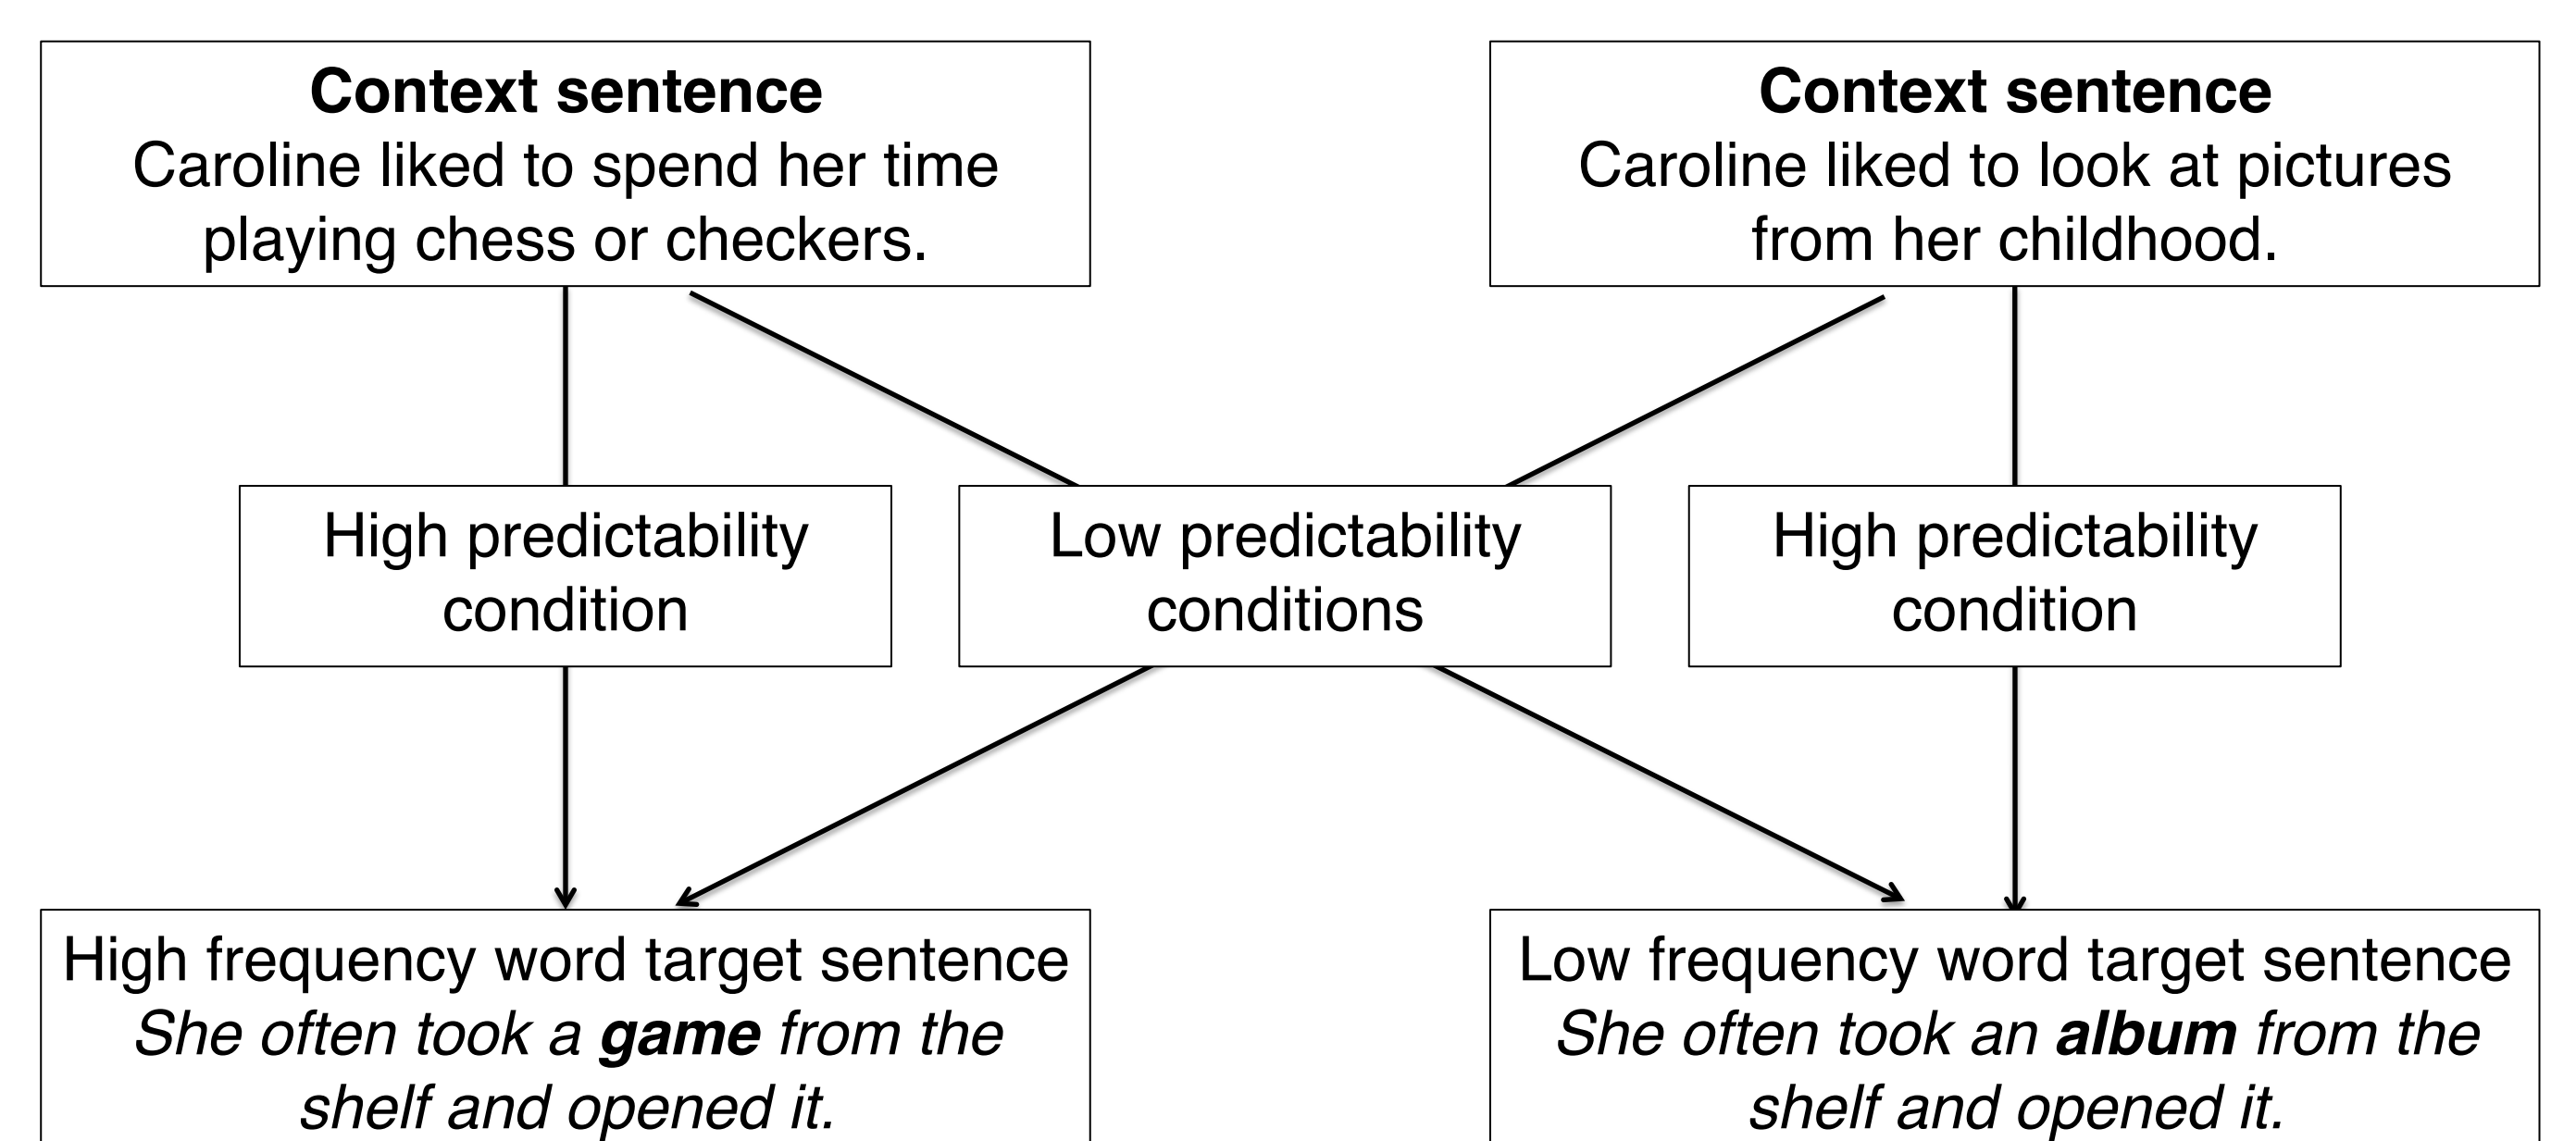 Context sentence
Caroline liked to spend her time
playing chess or checkers.
Context sentence
Caroline liked to look at pictures
from her childhood.
High predictability
condition
Low predictability
conditions
High predictability
condition
High frequency word target sentence
She often took a game from the
shelf and opened it.
Low frequency word target sentence
She often took an album from the
shelf and opened it.